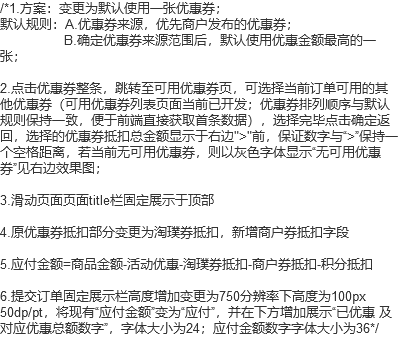 /*1.方案：变更为默认使用一张优惠券；
默认规则：A.优惠券来源，优先商户发布的优惠券；
B.确定优惠券来源范围后，默认使用优惠金额最高的一
张；
2.点击优惠券整条，跳转至可用优惠券页，可选择当前订单可用的其
他优惠券（可用优惠券列表页面当前已开发；优惠券排列顺序与默认
规则保持一致，便于前端直接获取首条数据），选择完毕点击确定返
回，选择的优惠券抵扣总金额显示于右边">"前，保证数字与“>”保持一
个空格距离，若当前无可用优惠券，则以灰色字体显示“无可用优惠
券”见右边效果图；
3.滑动页面页面title栏固定展示于顶部
4.原优惠券抵扣部分变更为淘璞券抵扣，新增商户券抵扣字段
5.应付金额=商品金额-活动优惠-淘璞券抵扣-商户券抵扣-积分抵扣
6.提交订单固定展示栏高度增加变更为750分辨率下高度为100px
50dp/pt，将现有“应付金额”变为“应付”，并在下方增加展示“已优惠 及
对应优惠总额数字”，字体大小为24；应付金额数字字体大小为36*/